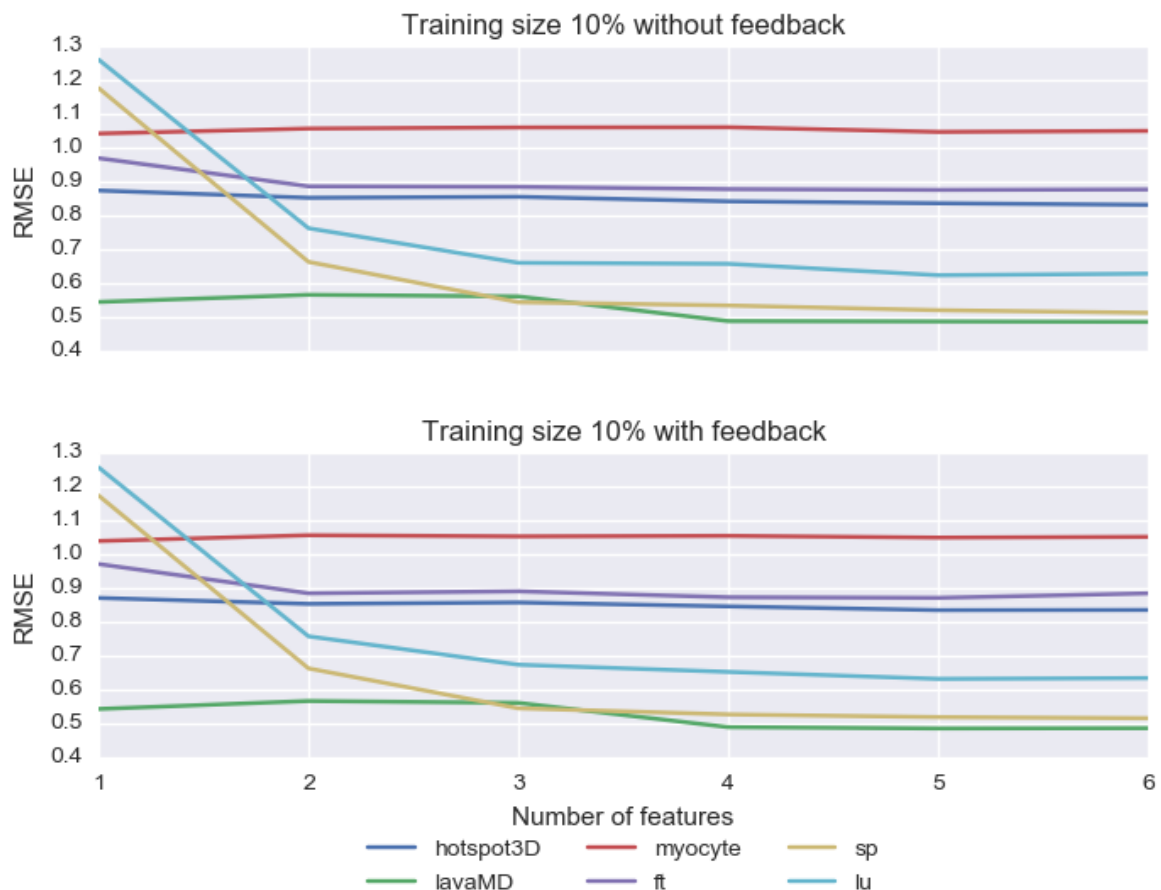 Training size 10% without feedback
1.3
1.2
1.1
1.0
0.9
0.8
0.7
0.6
0.5
0.4
RMSE
Training size 10% with feedback
1.3
1.2
1.1
1.0
0.9
0.8
0.7
0.6
0.5
0.4
RMSE
1 2 3 4 5 6
Number of features
hotspot3D myocyte sp
lavaMD ft lu